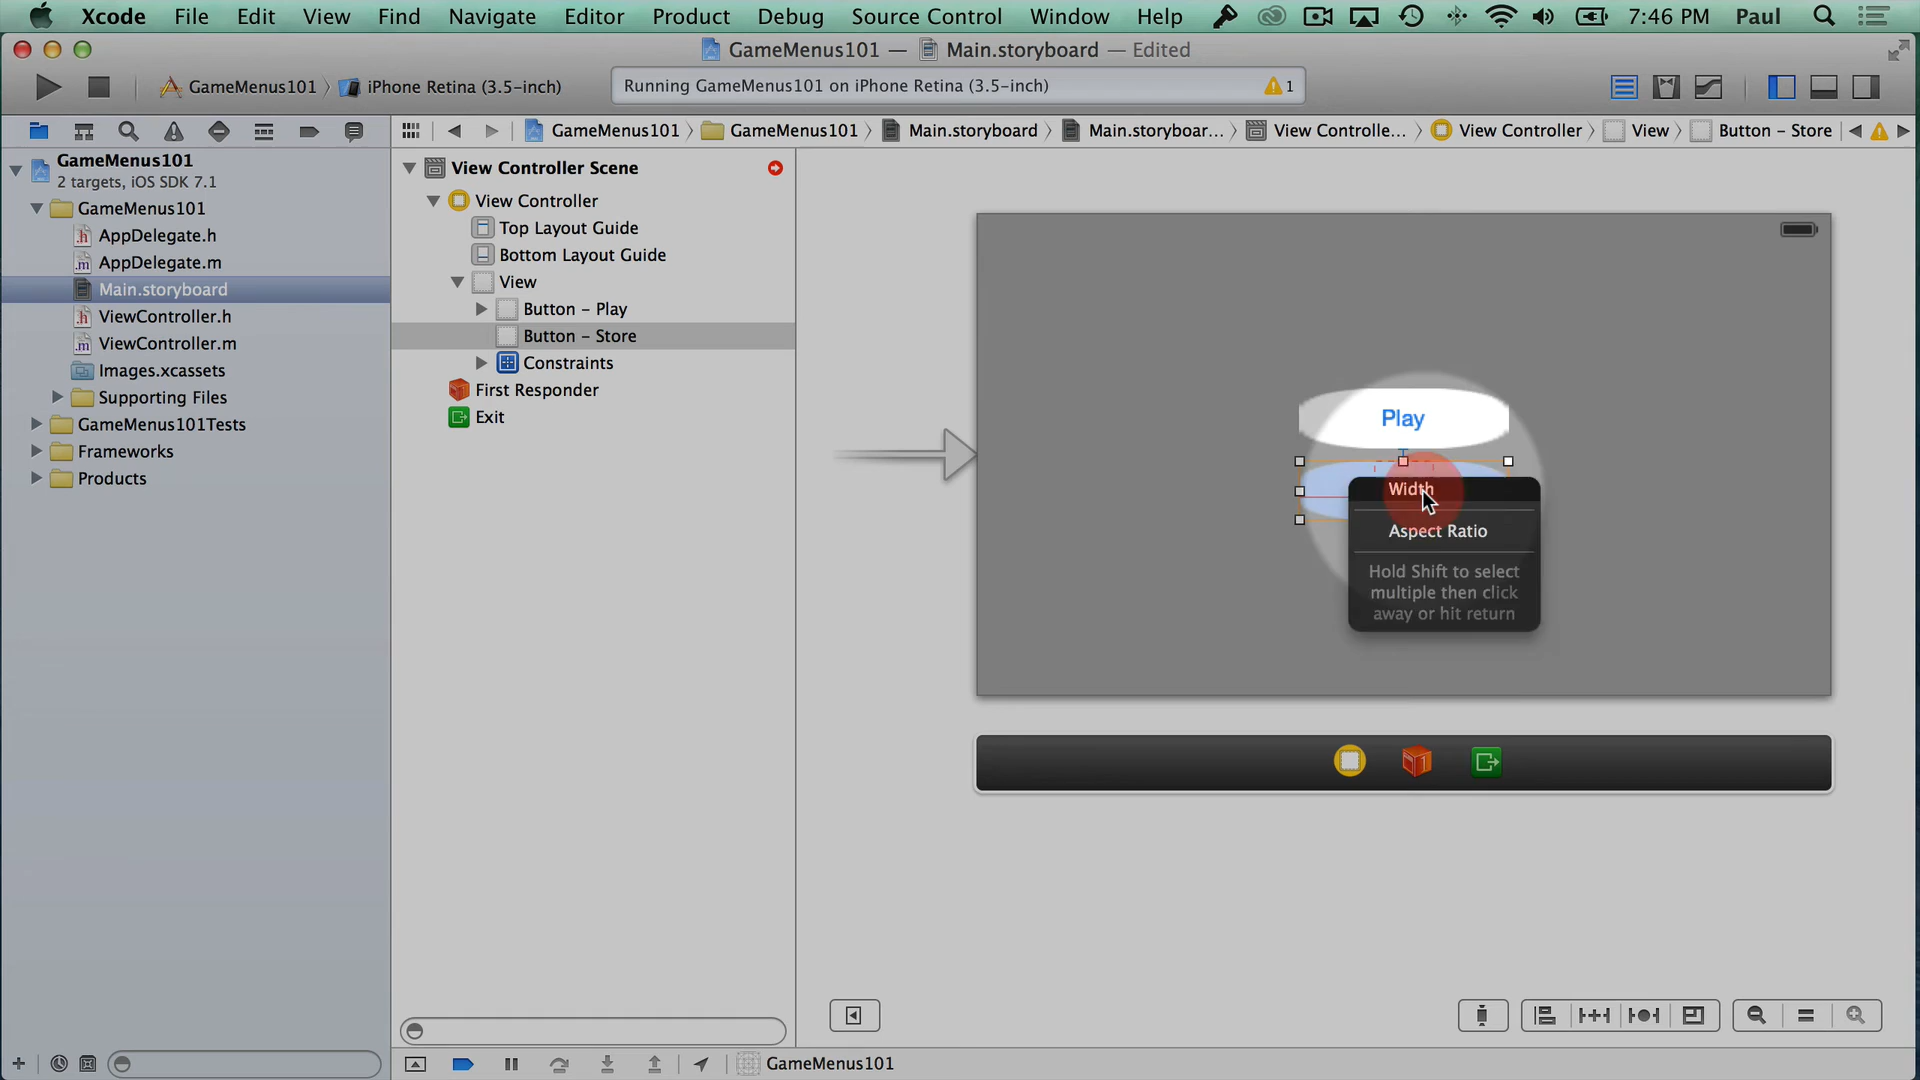 Xcode File Edit View Find Navigate Editor Product Debug Source Control Window Help 7:46 PM Paul
GameMenus101 — Main.storyboard — Edited
GameMenus101 iPhone Retina (3.5-inch) Running GameMenus101 on iPhone Retina (3.5-inch) 1
GameMenus101 GameMenus101 Main.storyboard Main.storyboar... View Controlle... View Controller View Button – Store
GameMenus101
2 targets, iOS SDK 7.1
GameMenus101
AppDelegate.h
AppDelegate.m
Main.storyboard
ViewController.h
ViewController.m
Images.xcassets
Supporting Files
GameMenus101Tests
Frameworks
Products
View Controller Scene
View Controller
Top Layout Guide
Bottom Layout Guide
View
Button – Play
Button – Store
Constraints
First Responder
Exit
Play
Width
Aspect Ratio
Hold Shift to select
multiple then click
away or hit return
GameMenus101